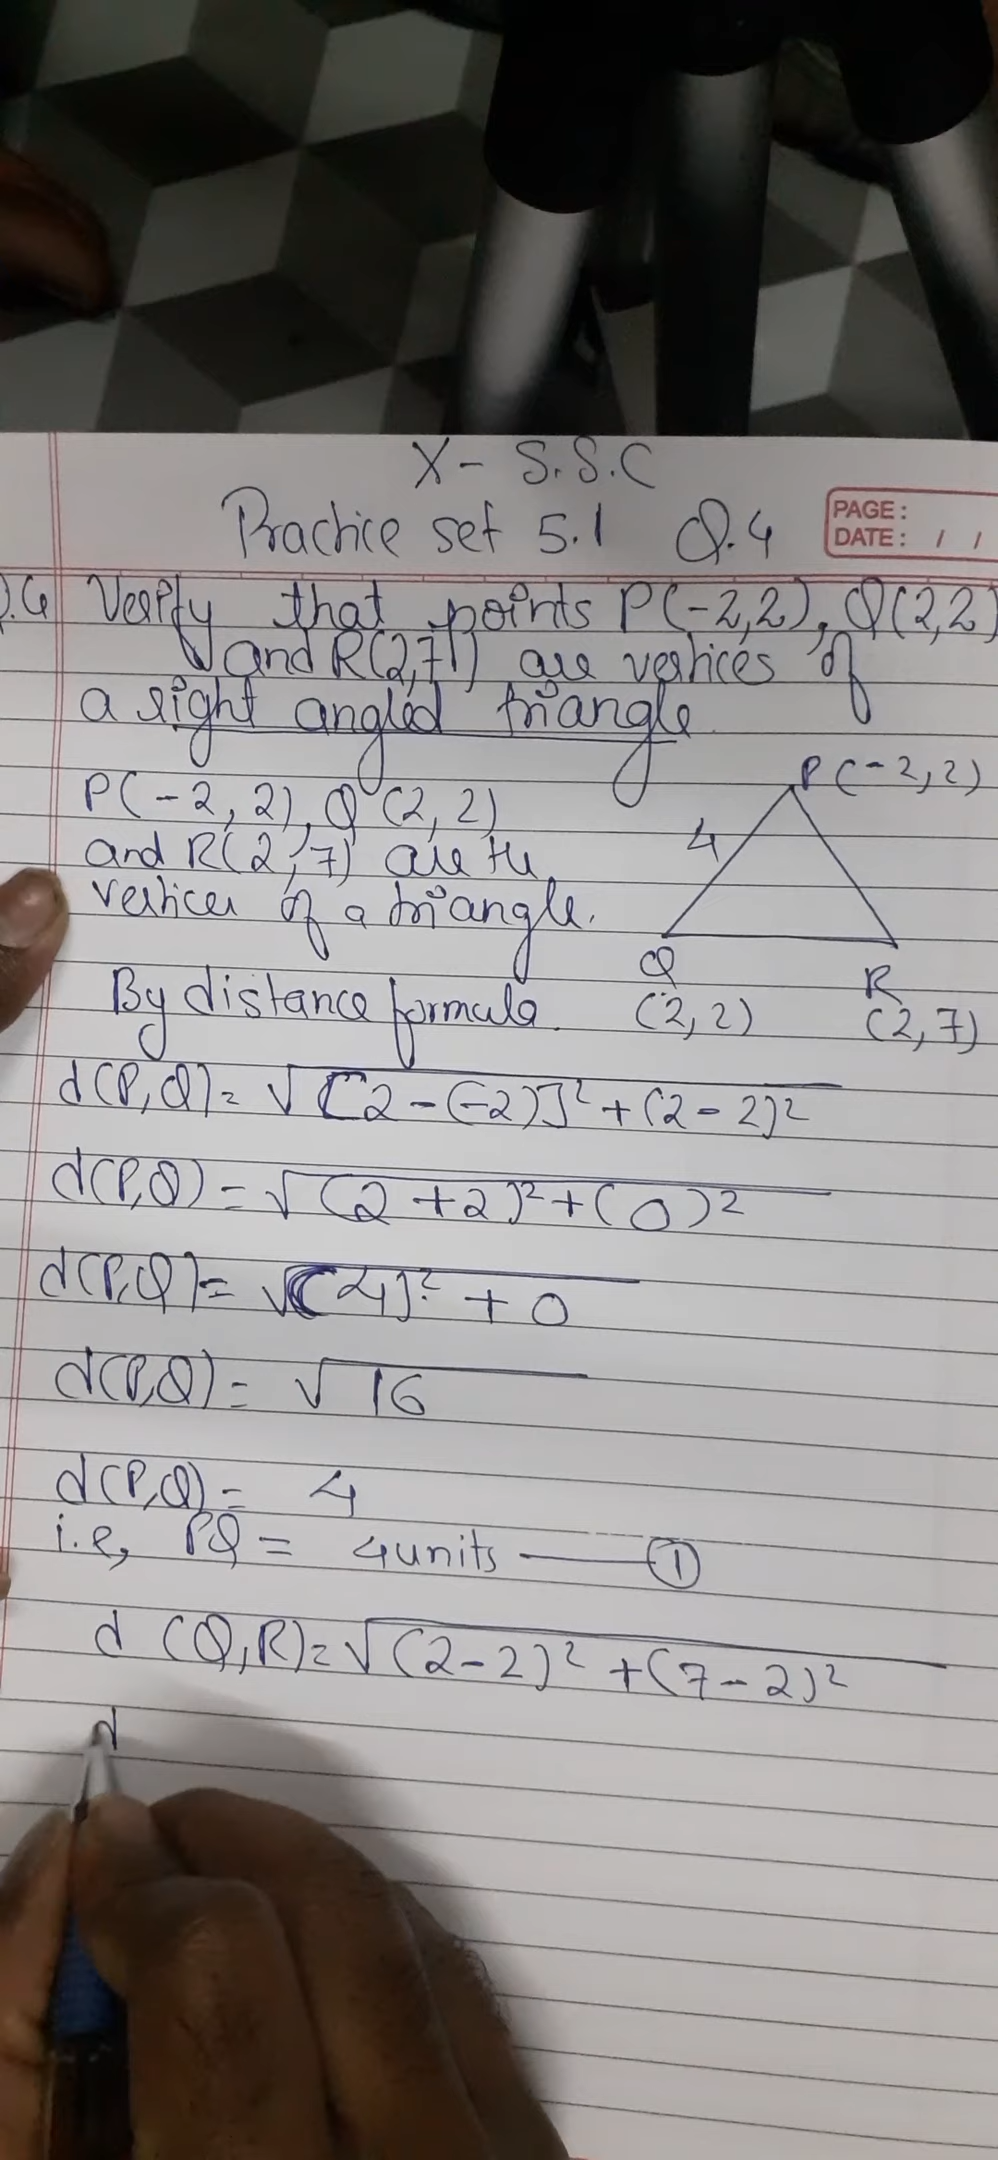 X- S.S.C
Practice set 5.1 Q.4
PAGE :
DATE : / /
Q.4 Verify that points P(-2,2), Q(2,2)
and R(2,7) are vertices of
a right angled triangle.
P(-2, 2)
P(-2, 2), Q (2, 2)
4
and R(2, 7) are the
vertices of a triangle.
Q
R
By distance formula.
(2, 2)
(2, 7)
d(P,Q) = √[2-(-2)]² + (2-2)²
d(P,Q) = √(2+2)² + (0)²
d(P,Q) = √(4)² + 0
d(P,Q) = √16
d(P,Q) = 4
i.e, PQ = 4units — ①
d (Q,R) = √(2-2)² + (7-2)²
d